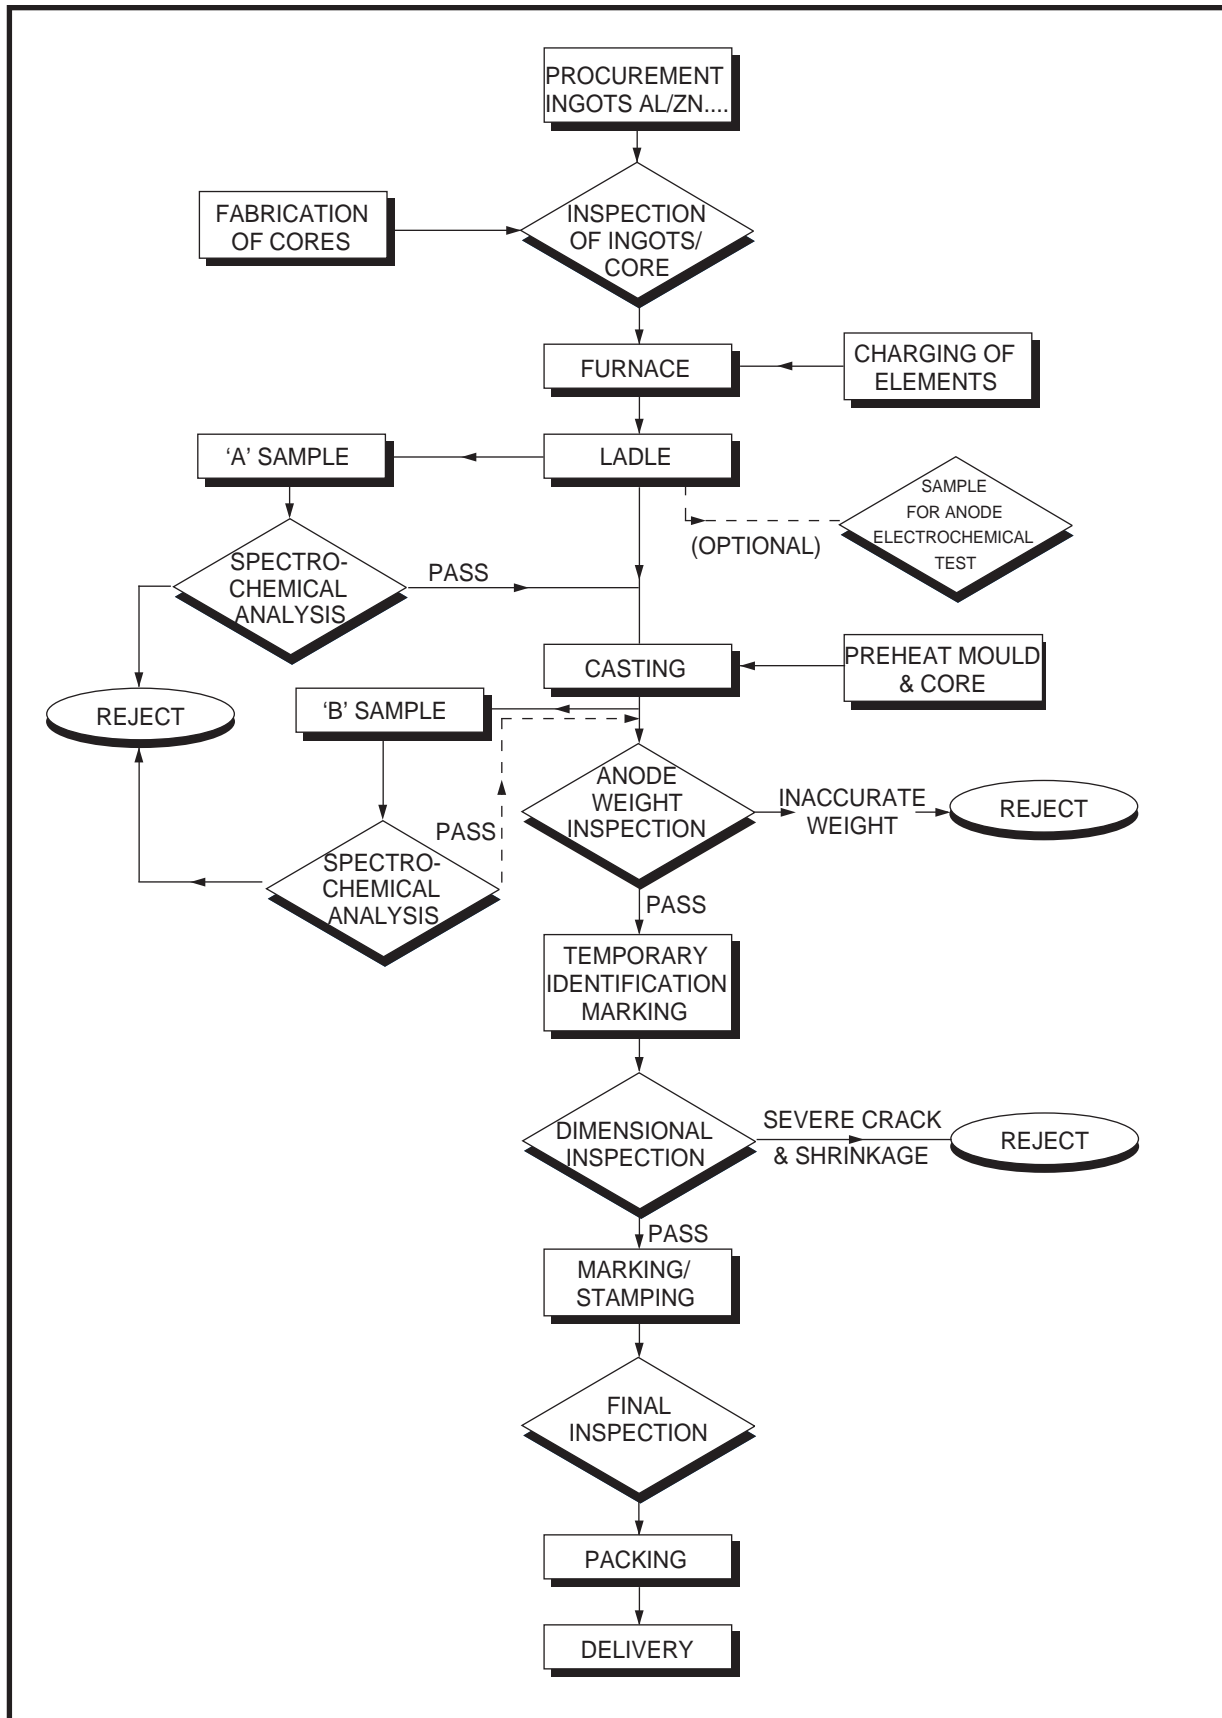 PROCUREMENT
INGOTS AL/ZN....
FABRICATION
OF CORES
INSPECTION
OF INGOTS/
CORE
FURNACE
CHARGING OF
ELEMENTS
'A' SAMPLE
LADLE
SAMPLE
FOR ANODE
ELECTROCHEMICAL
TEST
(OPTIONAL)
SPECTRO-
CHEMICAL
ANALYSIS
PASS
CASTING
PREHEAT MOULD
& CORE
REJECT
'B' SAMPLE
ANODE
WEIGHT
INSPECTION
INACCURATE
WEIGHT
REJECT
PASS
SPECTRO-
CHEMICAL
ANALYSIS
PASS
TEMPORARY
IDENTIFICATION
MARKING
DIMENSIONAL
INSPECTION
SEVERE CRACK
& SHRINKAGE
REJECT
PASS
MARKING/
STAMPING
FINAL
INSPECTION
PACKING
DELIVERY